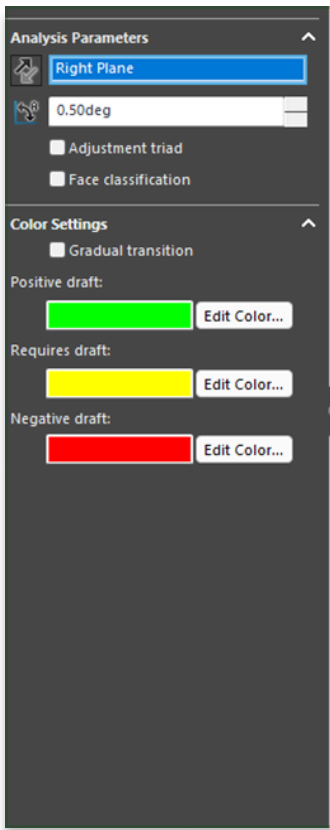 Analysis Parameters
Right Plane
0.50deg
Adjustment triad
Face classification
Color Settings
Gradual transition
Positive draft:
Edit Color...
Requires draft:
Edit Color...
Negative draft:
Edit Color...